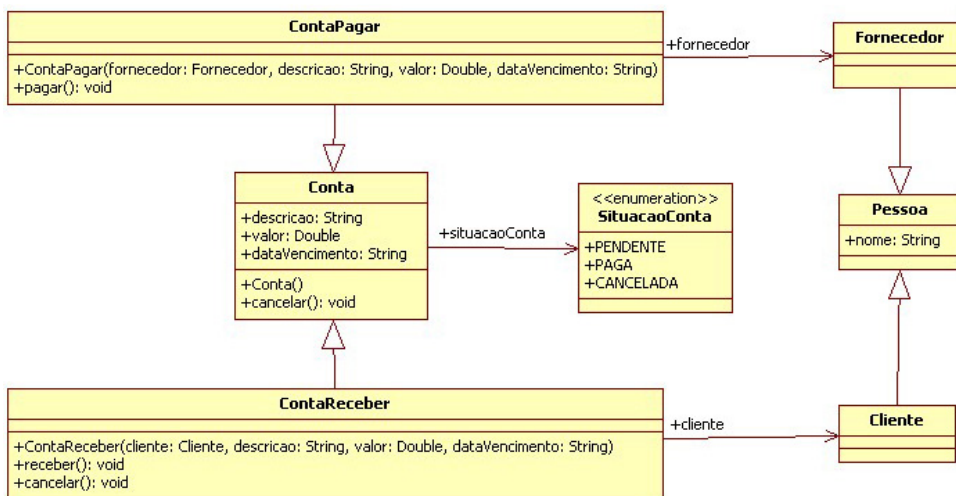 ContaPagar
+ContaPagar(fornecedor: Fornecedor, descricao: String, valor: Double, dataVencimento: String)
+pagar(): void
+fornecedor
Fornecedor
Conta
+descricao: String
+valor: Double
+dataVencimento: String
+Conta()
+cancelar(): void
+situacaoConta
<<enumeration>>
SituacaoConta
+PENDENTE
+PAGA
+CANCELADA
Pessoa
+nome: String
ContaReceber
+ContaReceber(cliente: Cliente, descricao: String, valor: Double, dataVencimento: String)
+receber(): void
+cancelar(): void
+cliente
Cliente